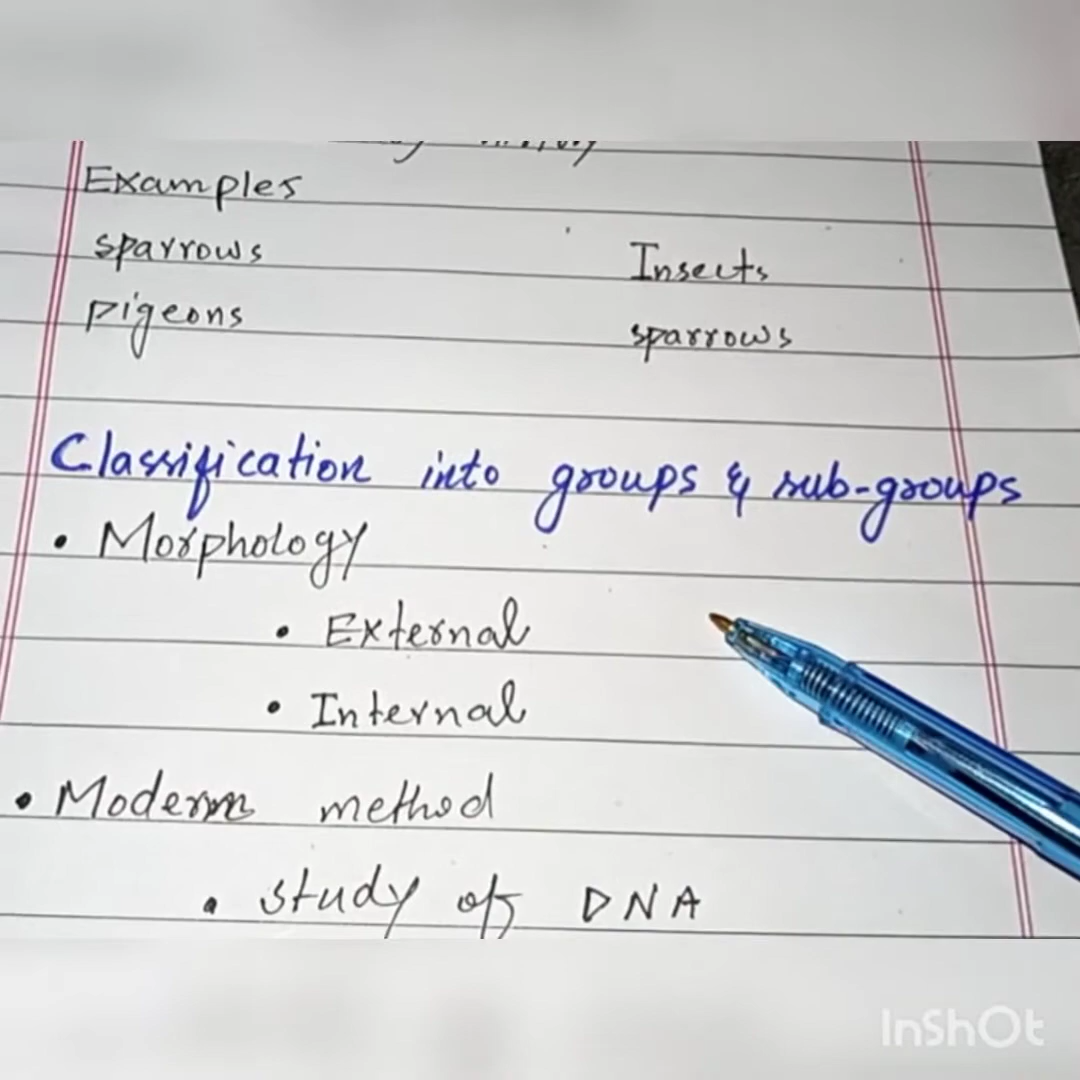 Examples
sparrows Insects
pigeons sparrows
Classification into groups & sub-groups
• Morphology
• External
• Internal
• Modern method
• study of DNA
InShOt